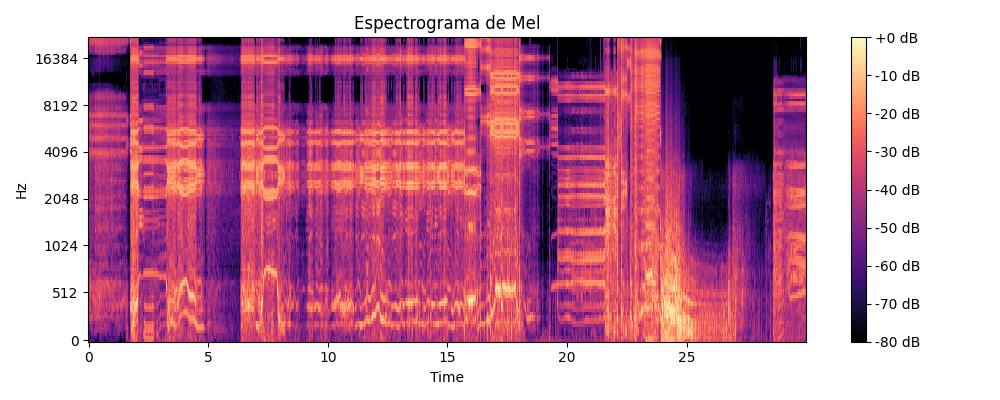 Espectrograma de Mel
Hz
16384
8192
4096
2048
1024
512
0
0 5 10 15 20 25
Time
+0 dB
-10 dB
-20 dB
-30 dB
-40 dB
-50 dB
-60 dB
-70 dB
-80 dB